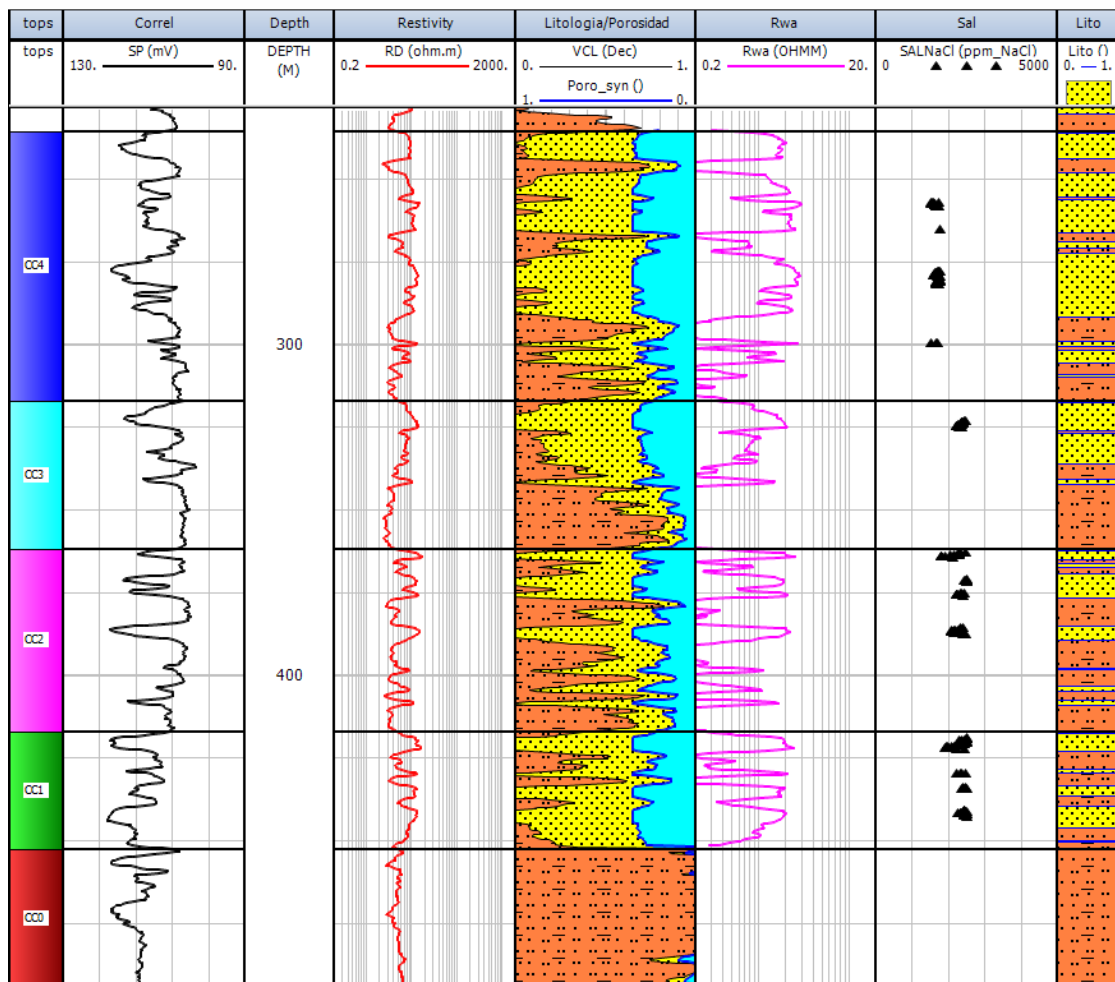 tops Correl Depth Restivity Litologia/Porosidad Rwa Sal Lito
tops SP (mV) DEPTH RD (ohm.m) VCL (Dec) Rwa (OHMM) SALNaCl (ppm_NaCl) Lito ()
130. 90. (M) 0.2 2000. 0. 1. 0.2 20. 0 5000 0. 1.
Poro_syn ()
1. 0.
CC4
300
CC3
CC2
400
CC1
CC0